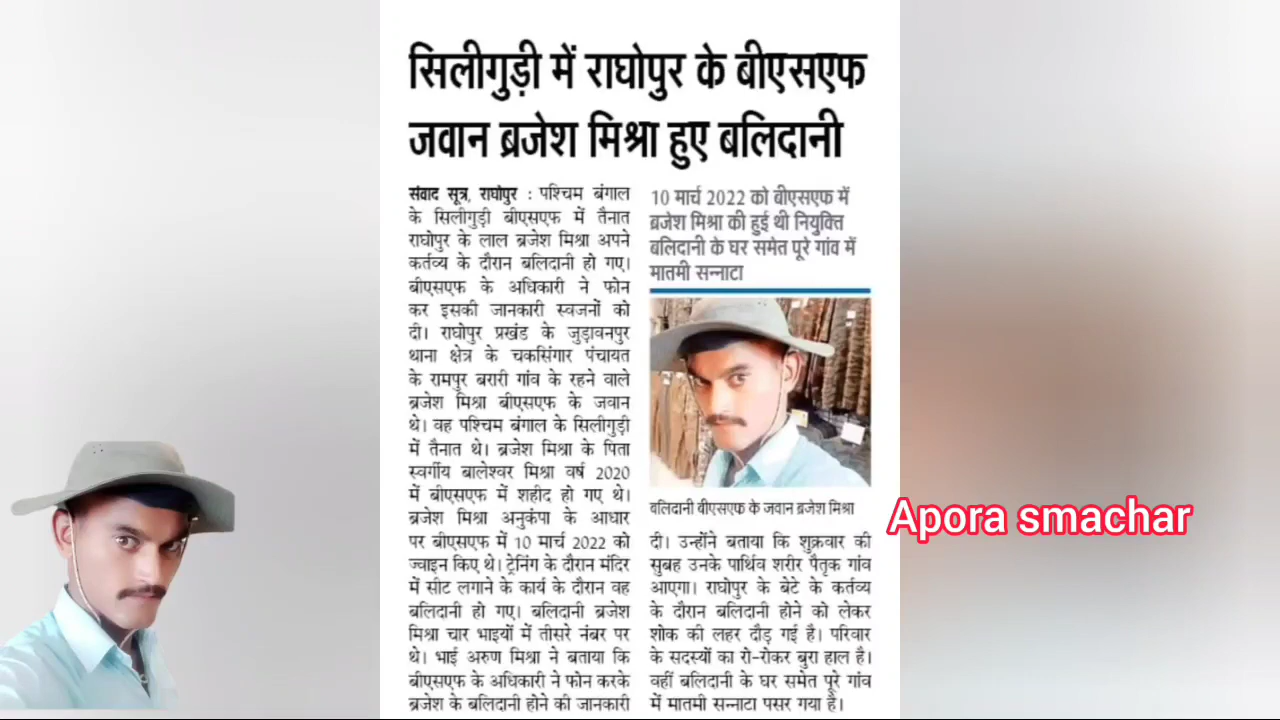 सिलीगुड़ी में राघोपुर के बीएसएफ
जवान ब्रजेश मिश्रा हुए बलिदानी
संवाद सूत्र, राघोपुर : पश्चिम बंगाल
के सिलीगुड़ी बीएसएफ में तैनात
राघोपुर के लाल ब्रजेश मिश्रा अपने
कर्तव्य के दौरान बलिदानी हो गए।
बीएसएफ के अधिकारी ने फोन
कर इसकी जानकारी स्वजनों को
दी। राघोपुर प्रखंड के जुड़ावनपुर
थाना क्षेत्र के चकसिंगार पंचायत
के रामपुर बरारी गांव के रहने वाले
ब्रजेश मिश्रा बीएसएफ के जवान
थे। वह पश्चिम बंगाल के सिलीगुड़ी
में तैनात थे। ब्रजेश मिश्रा के पिता
स्वर्गीय बालेश्वर मिश्रा वर्ष 2020
में बीएसएफ में शहीद हो गए थे।
ब्रजेश मिश्रा अनुकंपा के आधार
पर बीएसएफ में 10 मार्च 2022 को
ज्वाइन किए थे। ट्रेनिंग के दौरान मंदिर
में सीट लगाने के कार्य के दौरान वह
बलिदानी हो गए। बलिदानी ब्रजेश
मिश्रा चार भाइयों में तीसरे नंबर पर
थे। भाई अरुण मिश्रा ने बताया कि
बीएसएफ के अधिकारी ने फोन करके
ब्रजेश के बलिदानी होने की जानकारी
10 मार्च 2022 को बीएसएफ में
ब्रजेश मिश्रा की हुई थी नियुक्ति
बलिदानी के घर समेत पूरे गांव में
मातमी सन्नाटा
बलिदानी बीएसएफ के जवान ब्रजेश मिश्रा
दी। उन्होंने बताया कि शुक्रवार की
सुबह उनके पार्थिव शरीर पैतृक गांव
आएगा। राघोपुर के बेटे के कर्तव्य
के दौरान बलिदानी होने को लेकर
शोक की लहर दौड़ गई है। परिवार
के सदस्यों का रो-रोकर बुरा हाल है।
वहीं बलिदानी के घर समेत पूरे गांव
में मातमी सन्नाटा पसर गया है।
Apora smachar